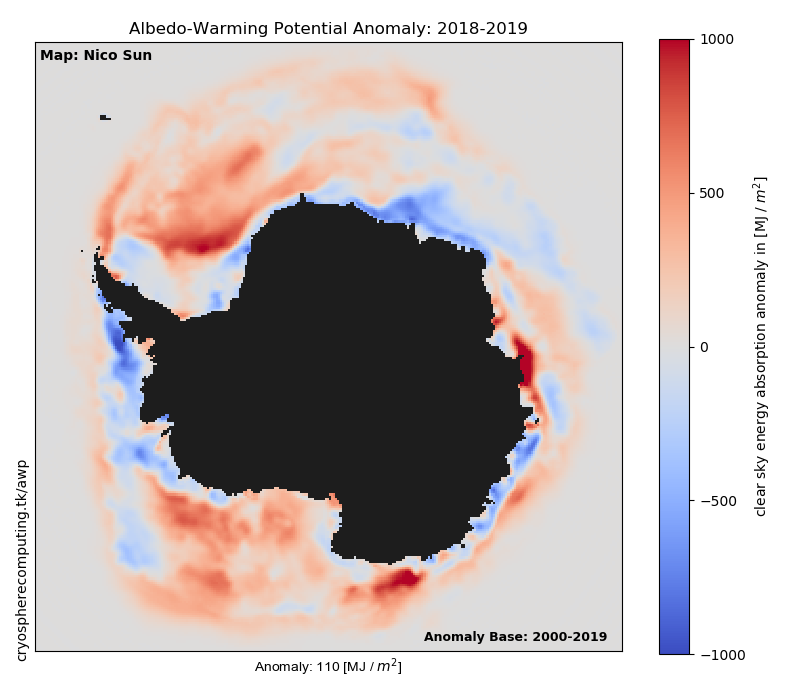 Albedo-Warming Potential Anomaly: 2018-2019
Map: Nico Sun
1000
500
0
−500
−1000
clear sky energy absorption anomaly in [MJ / m²]
cryospherecomputing.tk/awp
Anomaly Base: 2000-2019
Anomaly: 110 [MJ / m²]